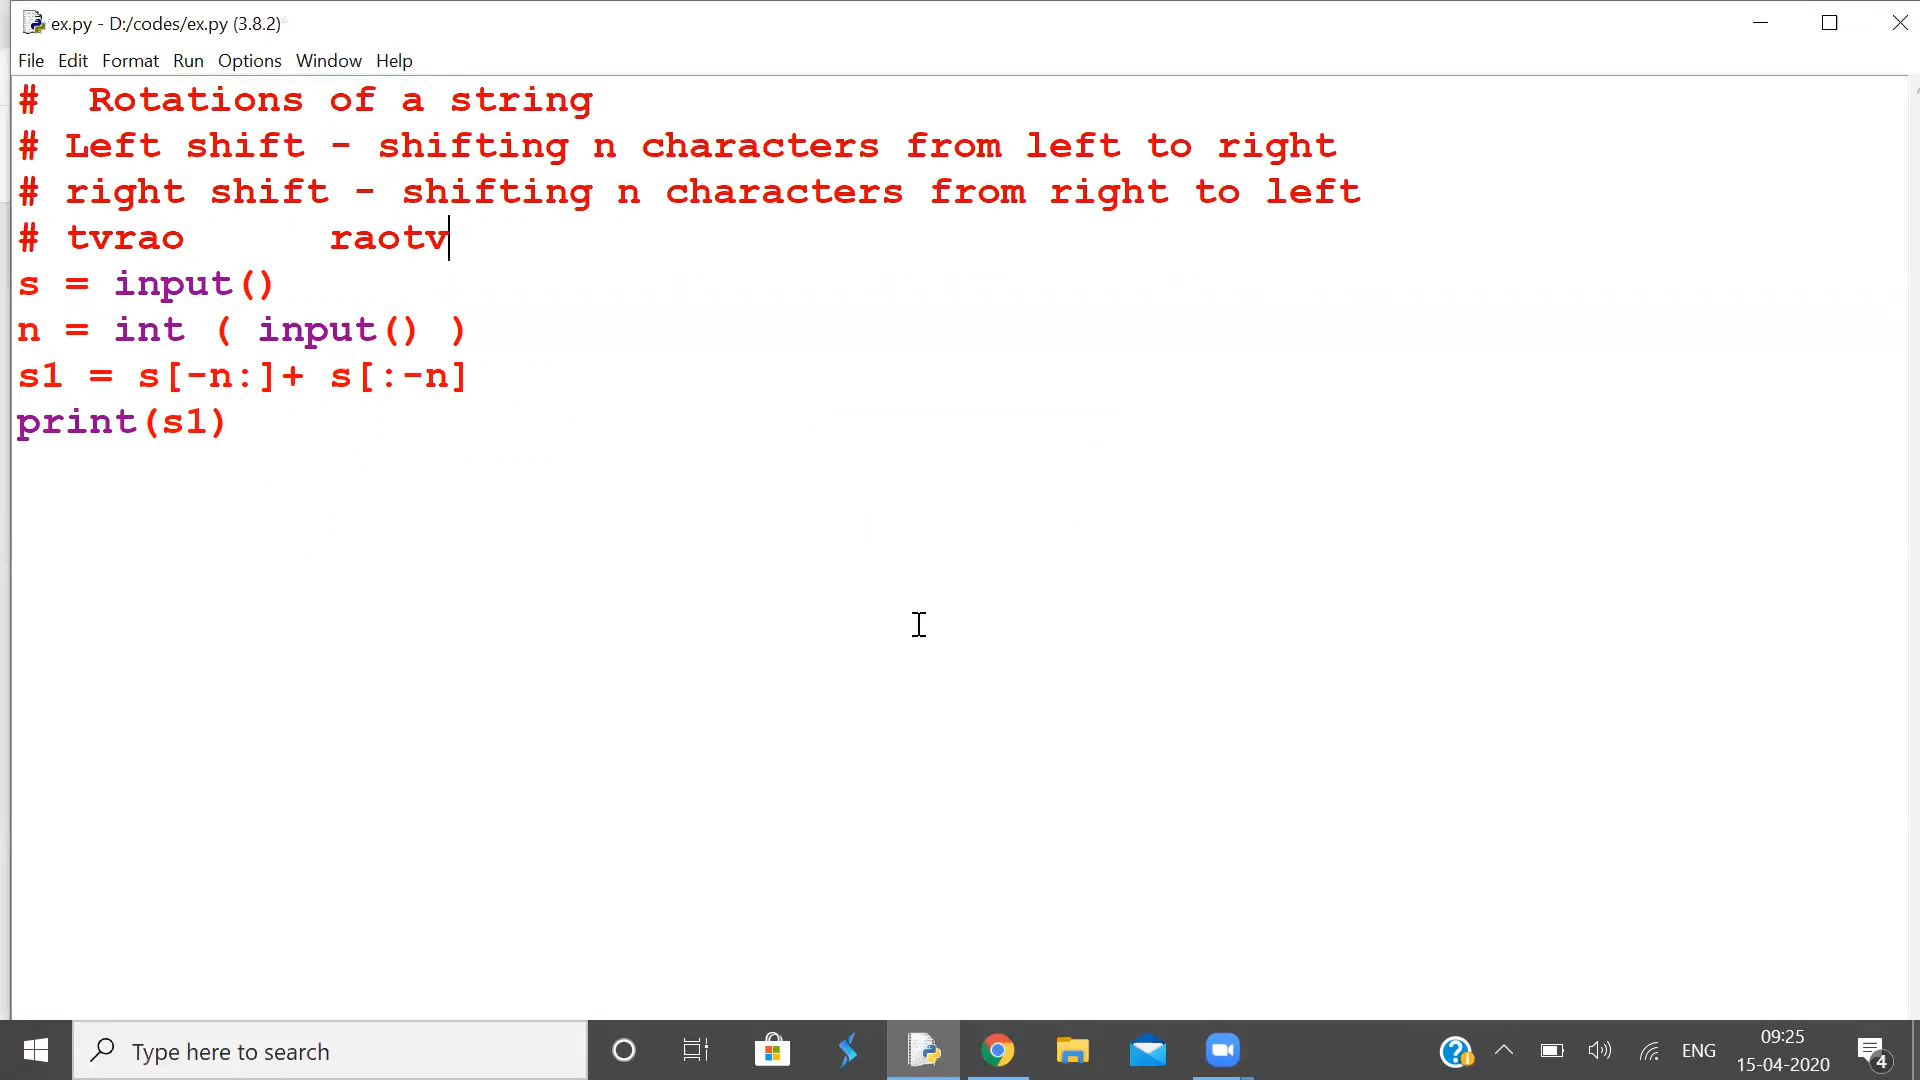 ex.py - D:/codes/ex.py (3.8.2)
File Edit Format Run Options Window Help
#  Rotations of a string
# Left shift - shifting n characters from left to right
# right shift - shifting n characters from right to left
# tvrao      raotv
s = input()
n = int ( input() )
s1 = s[-n:]+ s[:-n]
print(s1)
Type here to search
ENG
09:25
15-04-2020
4